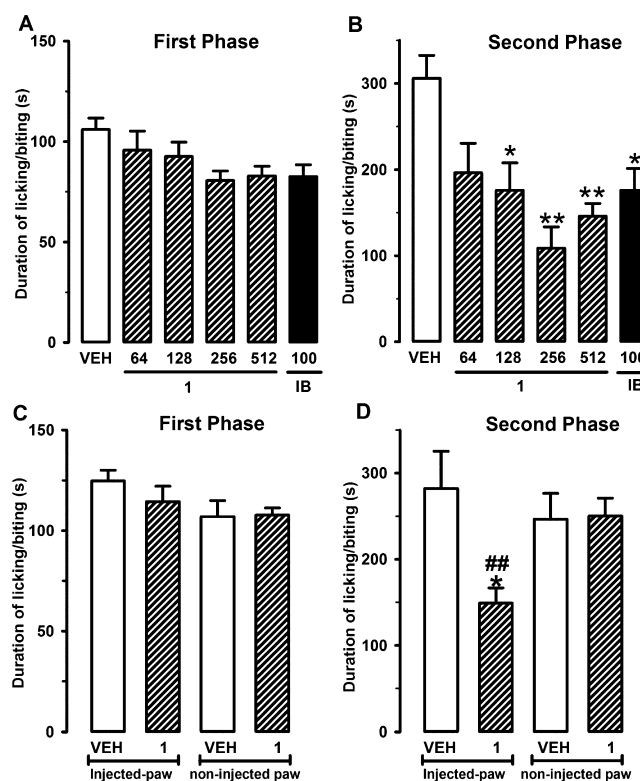 A
First Phase
Duration of licking/biting (s)
150
100
50
0
VEH 64 128 256 512 100
1 IB
B
Second Phase
Duration of licking/biting (s)
300
200
100
0
* ** ** *
VEH 64 128 256 512 100
1 IB
C
First Phase
Duration of licking/biting (s)
150
100
50
0
VEH 1 VEH 1
Injected-paw non-injected paw
D
Second Phase
Duration of licking/biting (s)
300
200
100
0
##
*
VEH 1 VEH 1
Injected-paw non-injected paw